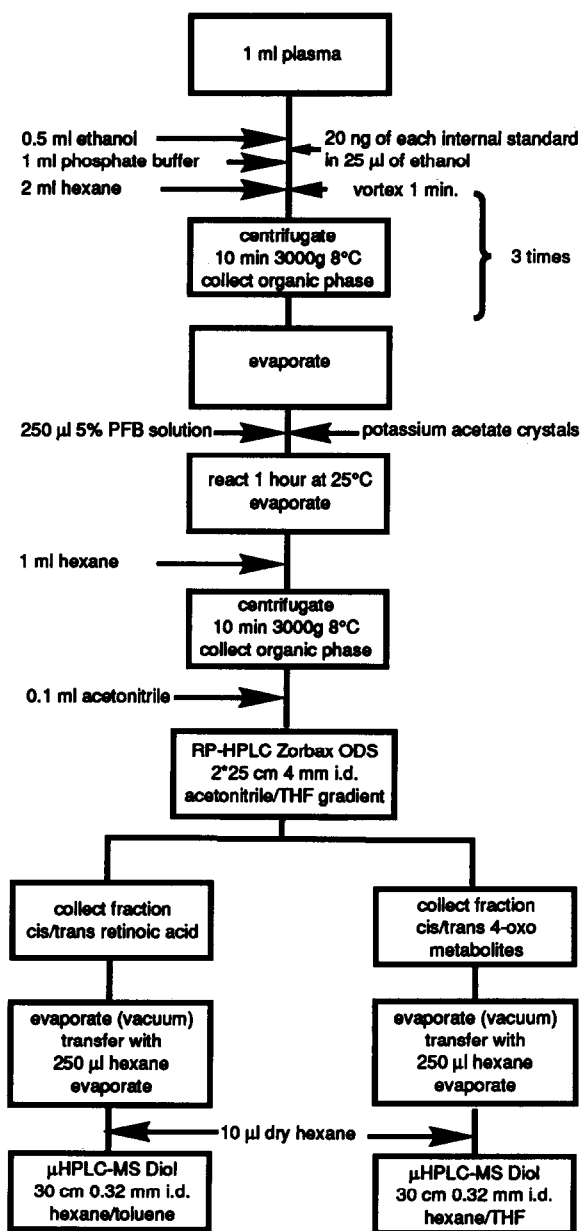 1 ml plasma
0.5 ml ethanol
1 ml phosphate buffer
20 ng of each internal standard
in 25 µl of ethanol
2 ml hexane
vortex 1 min.
centrifugate
10 min 3000g 8°C
collect organic phase
3 times
evaporate
250 µl 5% PFB solution
potassium acetate crystals
react 1 hour at 25°C
evaporate
1 ml hexane
centrifugate
10 min 3000g 8°C
collect organic phase
0.1 ml acetonitrile
RP-HPLC Zorbax ODS
2*25 cm 4 mm i.d.
acetonitrile/THF gradient
collect fraction
cis/trans retinoic acid
collect fraction
cis/trans 4-oxo
metabolites
evaporate (vacuum)
transfer with
250 µl hexane
evaporate
evaporate (vacuum)
transfer with
250 µl hexane
evaporate
10 µl dry hexane
µHPLC-MS Diol
30 cm 0.32 mm i.d.
hexane/toluene
µHPLC-MS Diol
30 cm 0.32 mm i.d.
hexane/THF